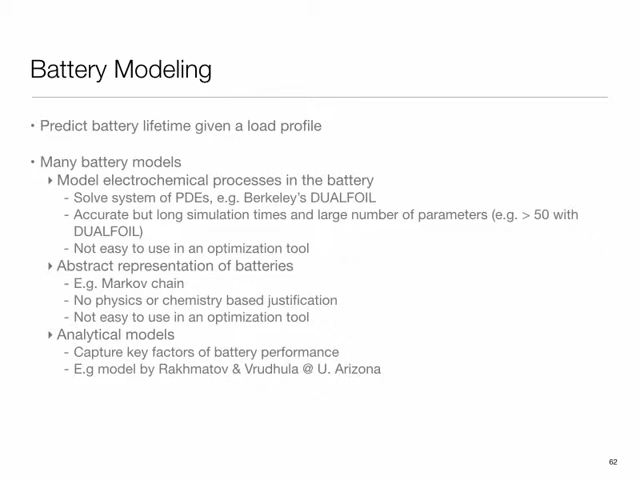 Battery Modeling
• Predict battery lifetime given a load profile
• Many battery models
‣ Model electrochemical processes in the battery
- Solve system of PDEs, e.g. Berkeley's DUALFOIL
- Accurate but long simulation times and large number of parameters (e.g. > 50 with
DUALFOIL)
- Not easy to use in an optimization tool
‣ Abstract representation of batteries
- E.g. Markov chain
- No physics or chemistry based justification
- Not easy to use in an optimization tool
‣ Analytical models
- Capture key factors of battery performance
- E.g model by Rakhmatov & Vrudhula @ U. Arizona
62